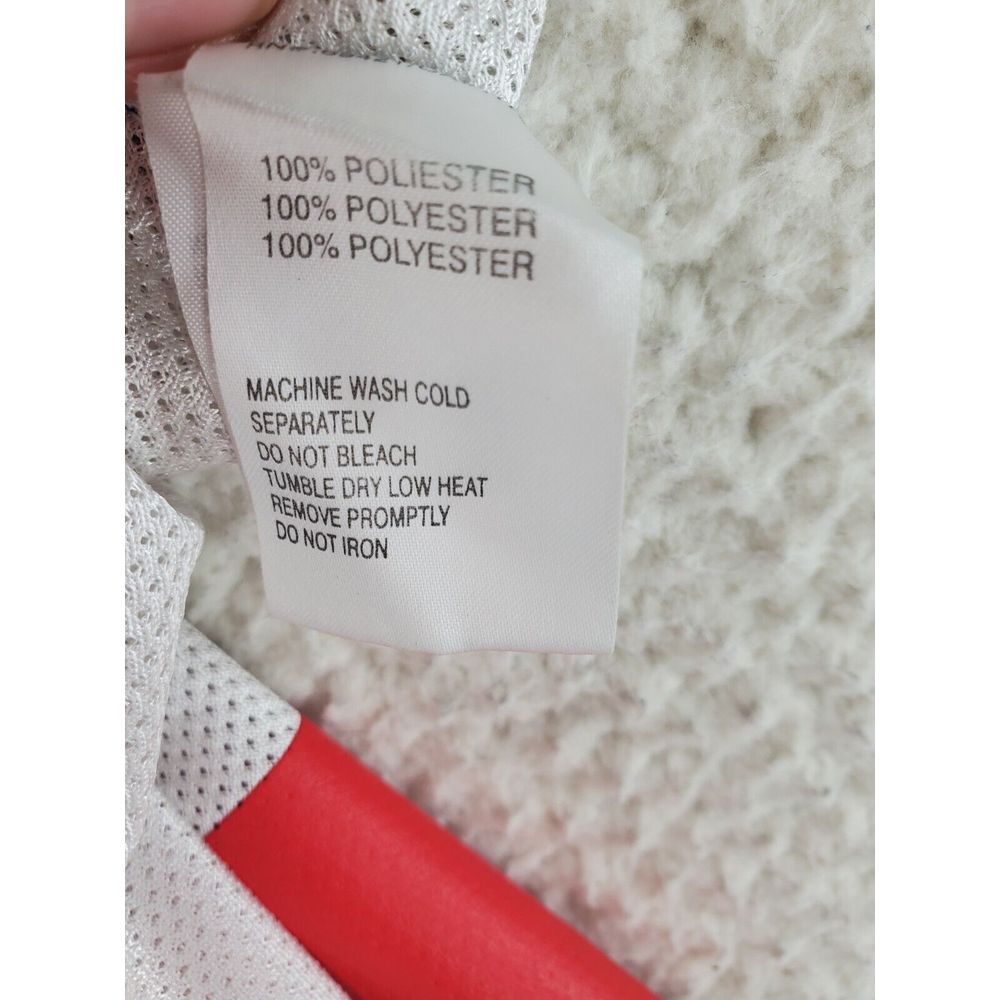 100% POLIESTER
100% POLYESTER
100% POLYESTER
MACHINE WASH COLD
SEPARATELY
DO NOT BLEACH
TUMBLE DRY LOW HEAT
REMOVE PROMPTLY
DO NOT IRON